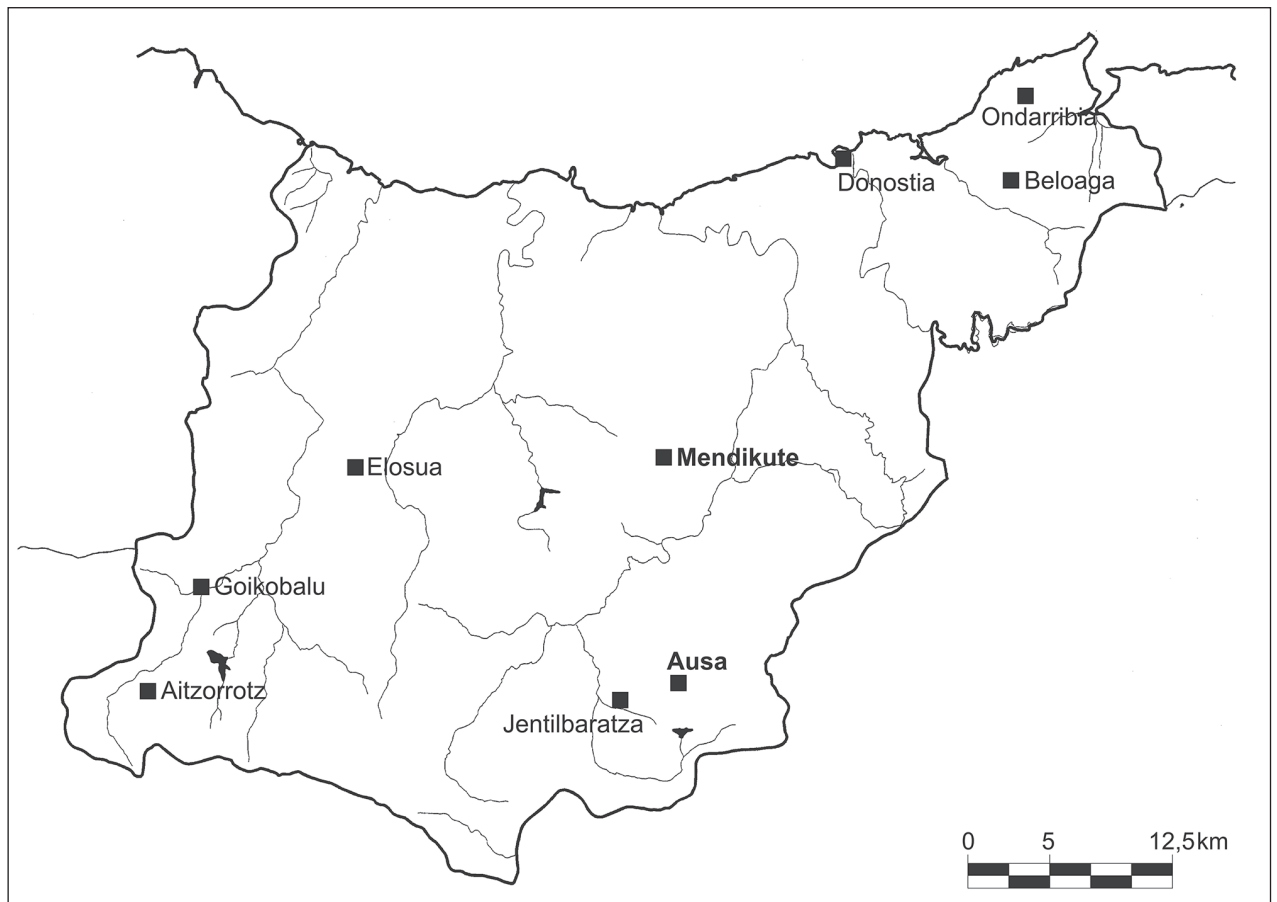 Ondarribia
Donostia
Beloaga
Elosua
Mendikute
Goikobalu
Ausa
Aitzorrotz
Jentilbaratza
0 5 12,5km